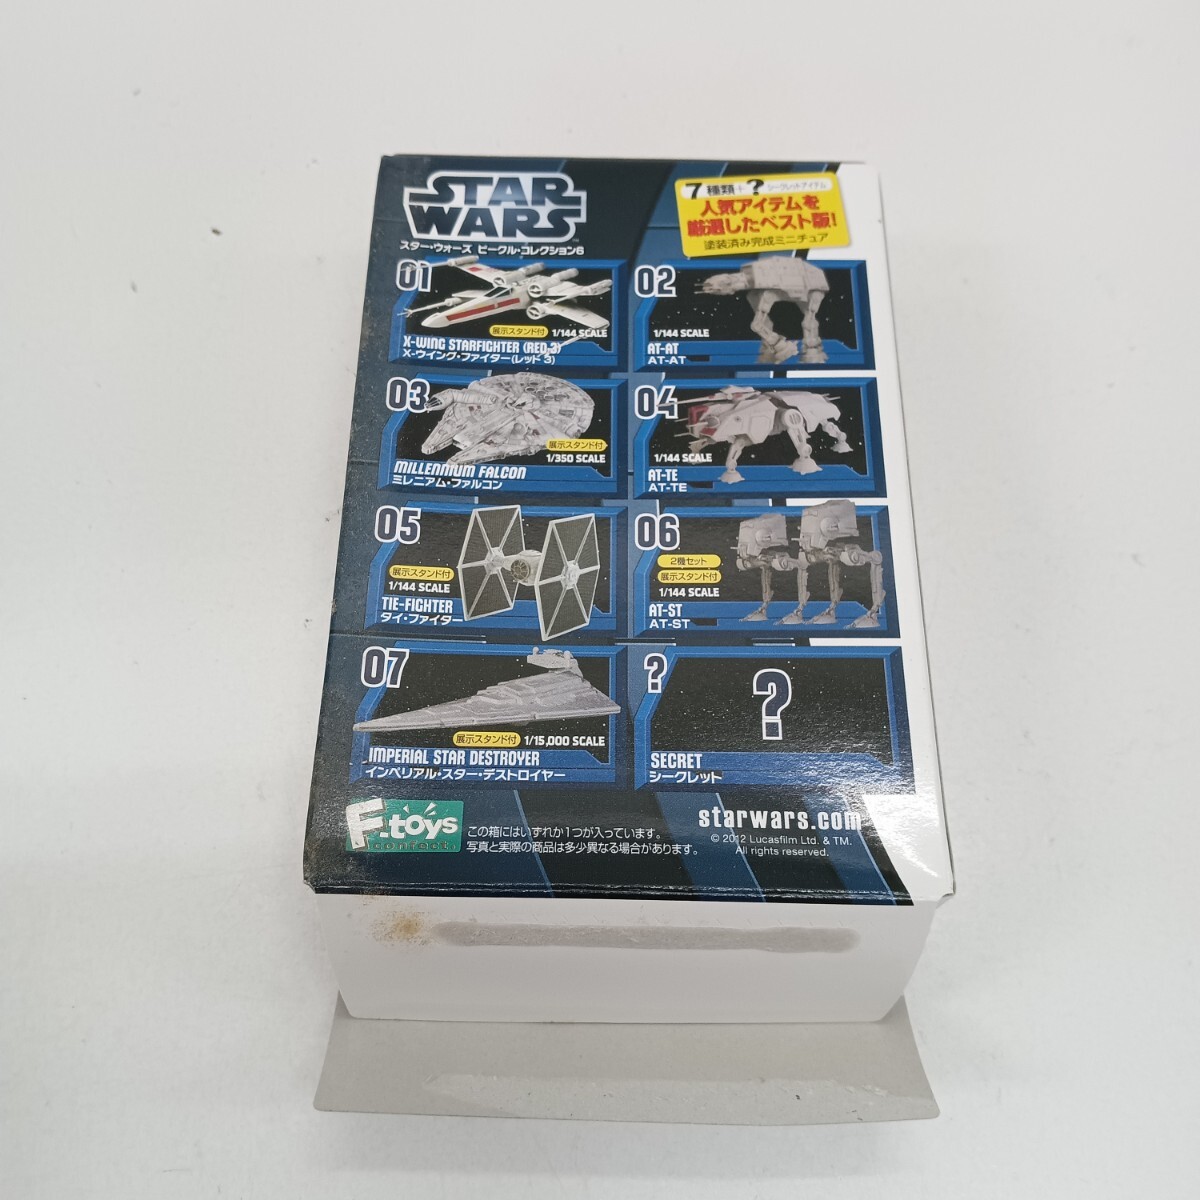 STAR
WARS
スター・ウォーズ ビークル・コレクション6
7種類+?シークレットアイテム
人気アイテムを
厳選したベスト版!
塗装済み完成ミニチュア
01
展示スタンド付 1/144 SCALE
X-WING STARFIGHTER (RED 3)
X-ウイング・ファイター(レッド 3)
02
1/144 SCALE
AT-AT
AT-AT
03
展示スタンド付
1/350 SCALE
MILLENNIUM FALCON
ミレニアム・ファルコン
04
1/144 SCALE
AT-TE
AT-TE
05
展示スタンド付
1/144 SCALE
TIE-FIGHTER
タイ・ファイター
06
2機セット
展示スタンド付
1/144 SCALE
AT-ST
AT-ST
07
展示スタンド付 1/15,000 SCALE
IMPERIAL STAR DESTROYER
インペリアル・スター・デストロイヤー
?
?
SECRET
シークレット
F-toys
confect.
この箱にはいずれか1つが入っています。
写真と実際の商品は多少異なる場合があります。
starwars.com
© 2012 Lucasfilm Ltd. & TM.
All rights reserved.